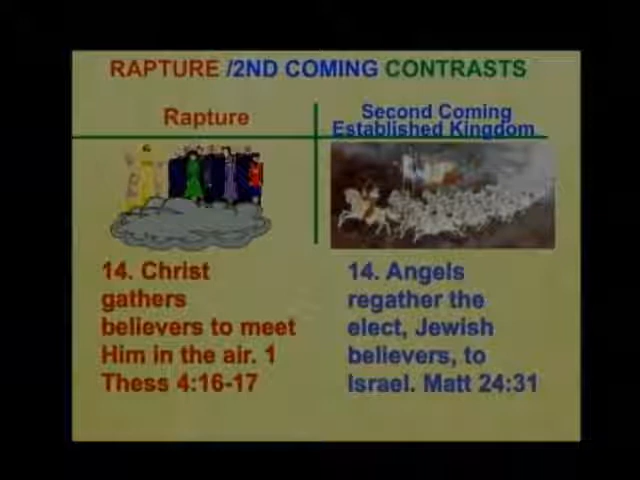 RAPTURE /2ND COMING CONTRASTS
Rapture
Second Coming
Established Kingdom
14. Christ
gathers
believers to meet
Him in the air. 1
Thess 4:16-17
14. Angels
regather the
elect, Jewish
believers, to
Israel. Matt 24:31